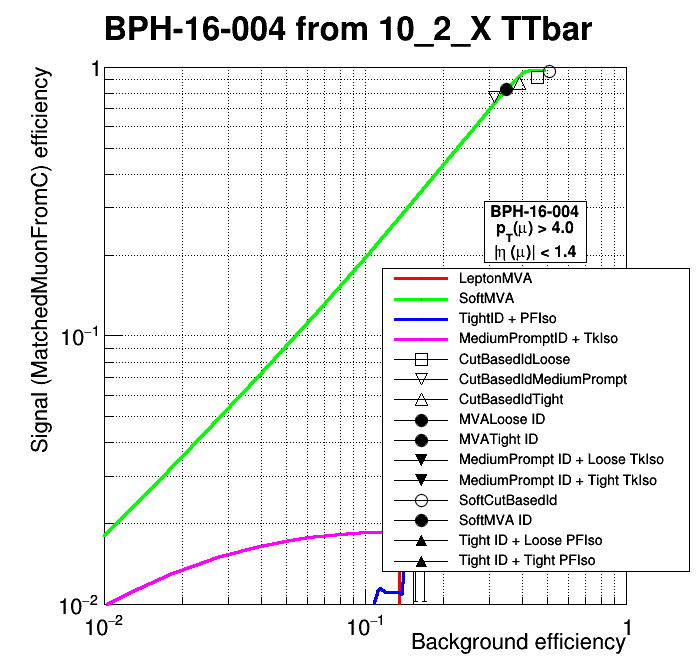 BPH-16-004 from 10_2_X TTbar
Signal (MatchedMuonFromC) efficiency
1
10⁻¹
10⁻²
BPH-16-004
p_T(μ) > 4.0
|η (μ)| < 1.4
LeptonMVA
SoftMVA
TightID + PFIso
MediumPromptID + TkIso
CutBasedIdLoose
CutBasedIdMediumPrompt
CutBasedIdTight
MVALoose ID
MVATight ID
MediumPrompt ID + Loose TkIso
MediumPrompt ID + Tight TkIso
SoftCutBasedId
SoftMVA ID
Tight ID + Loose PFIso
Tight ID + Tight PFIso
10⁻² 10⁻¹ 1
Background efficiency